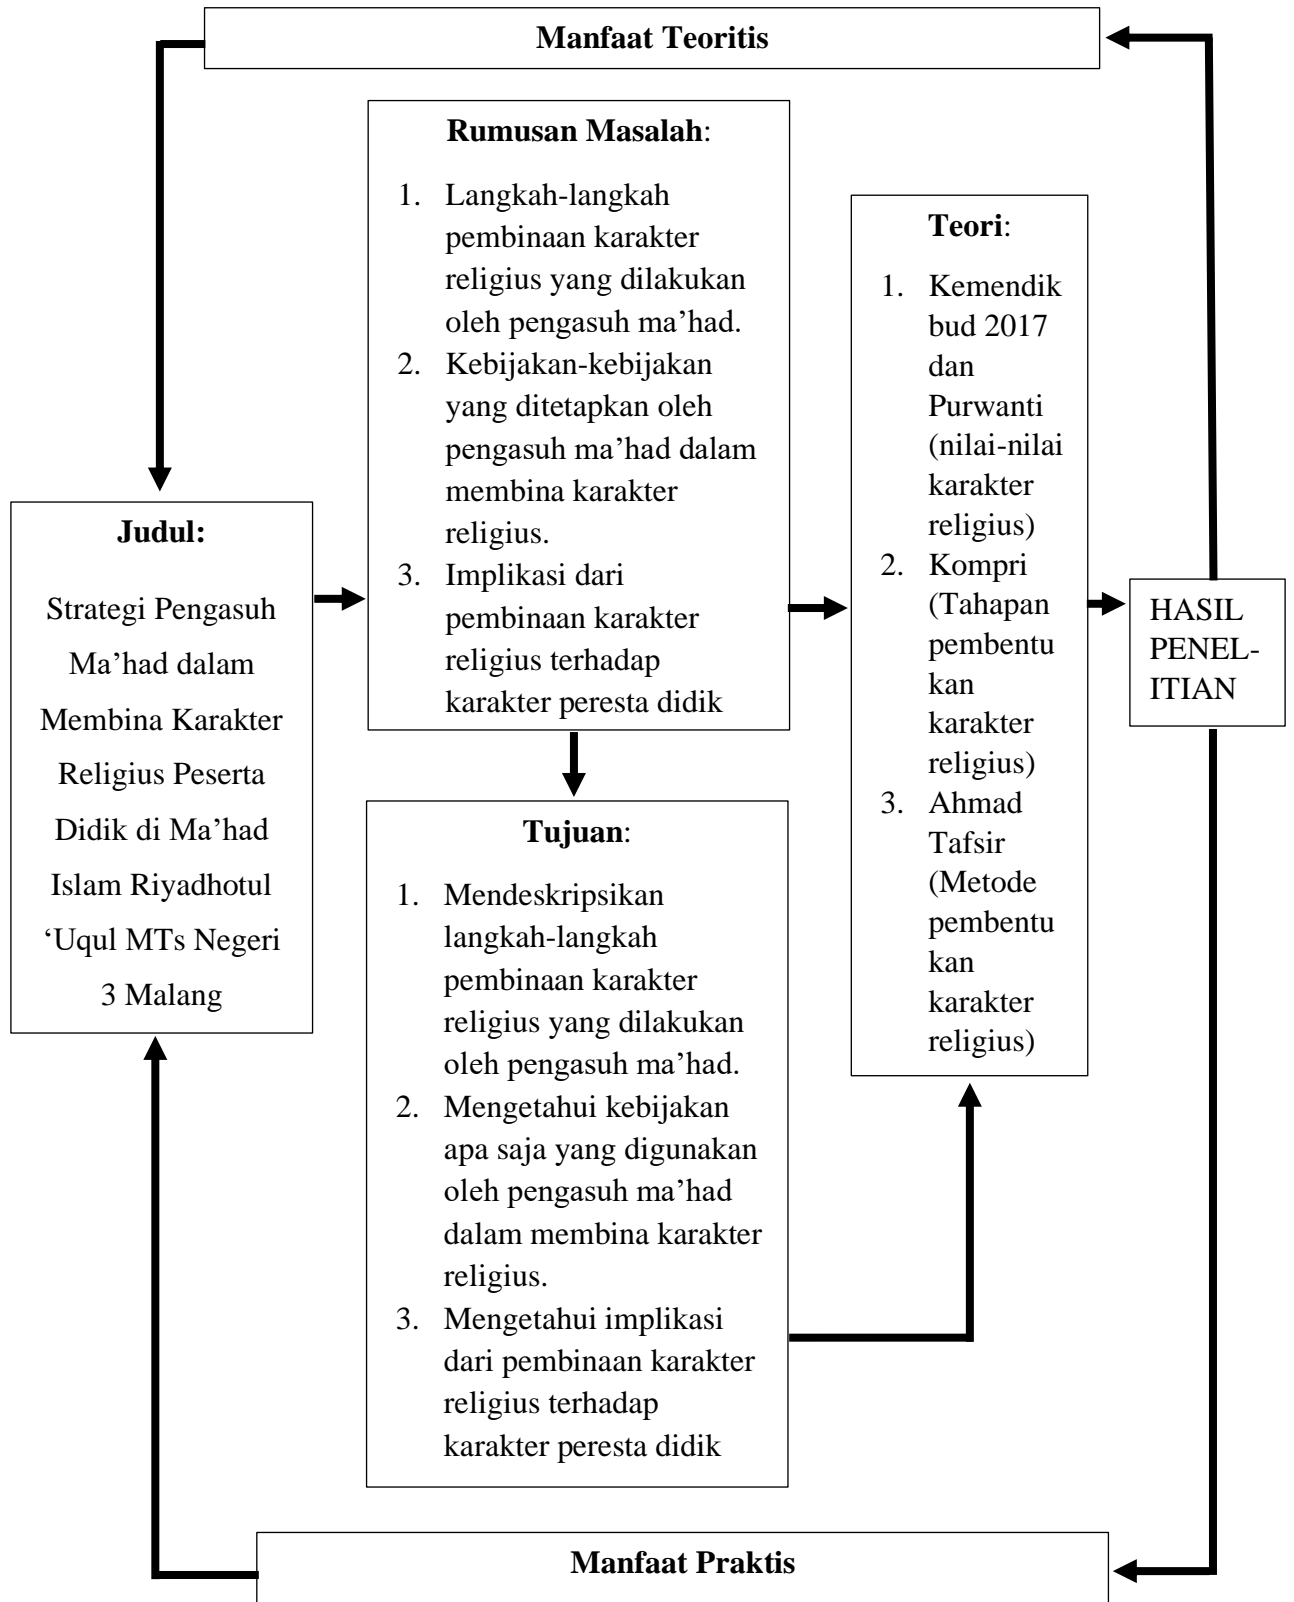 Manfaat Teoritis
Judul:
Strategi Pengasuh
Ma’had dalam
Membina Karakter
Religius Peserta
Didik di Ma’had
Islam Riyadhotul
‘Uqul MTs Negeri
3 Malang
Rumusan Masalah:
1. Langkah-langkah
pembinaan karakter
religius yang dilakukan
oleh pengasuh ma’had.
2. Kebijakan-kebijakan
yang ditetapkan oleh
pengasuh ma’had dalam
membina karakter
religius.
3. Implikasi dari
pembinaan karakter
religius terhadap
karakter peresta didik
Tujuan:
1. Mendeskripsikan
langkah-langkah
pembinaan karakter
religius yang dilakukan
oleh pengasuh ma’had.
2. Mengetahui kebijakan
apa saja yang digunakan
oleh pengasuh ma’had
dalam membina karakter
religius.
3. Mengetahui implikasi
dari pembinaan karakter
religius terhadap
karakter peresta didik
Teori:
1. Kemendik
bud 2017
dan
Purwanti
(nilai-nilai
karakter
religius)
2. Kompri
(Tahapan
pembentu
kan
karakter
religius)
3. Ahmad
Tafsir
(Metode
pembentu
kan
karakter
religius)
HASIL
PENEL-
ITIAN
Manfaat Praktis